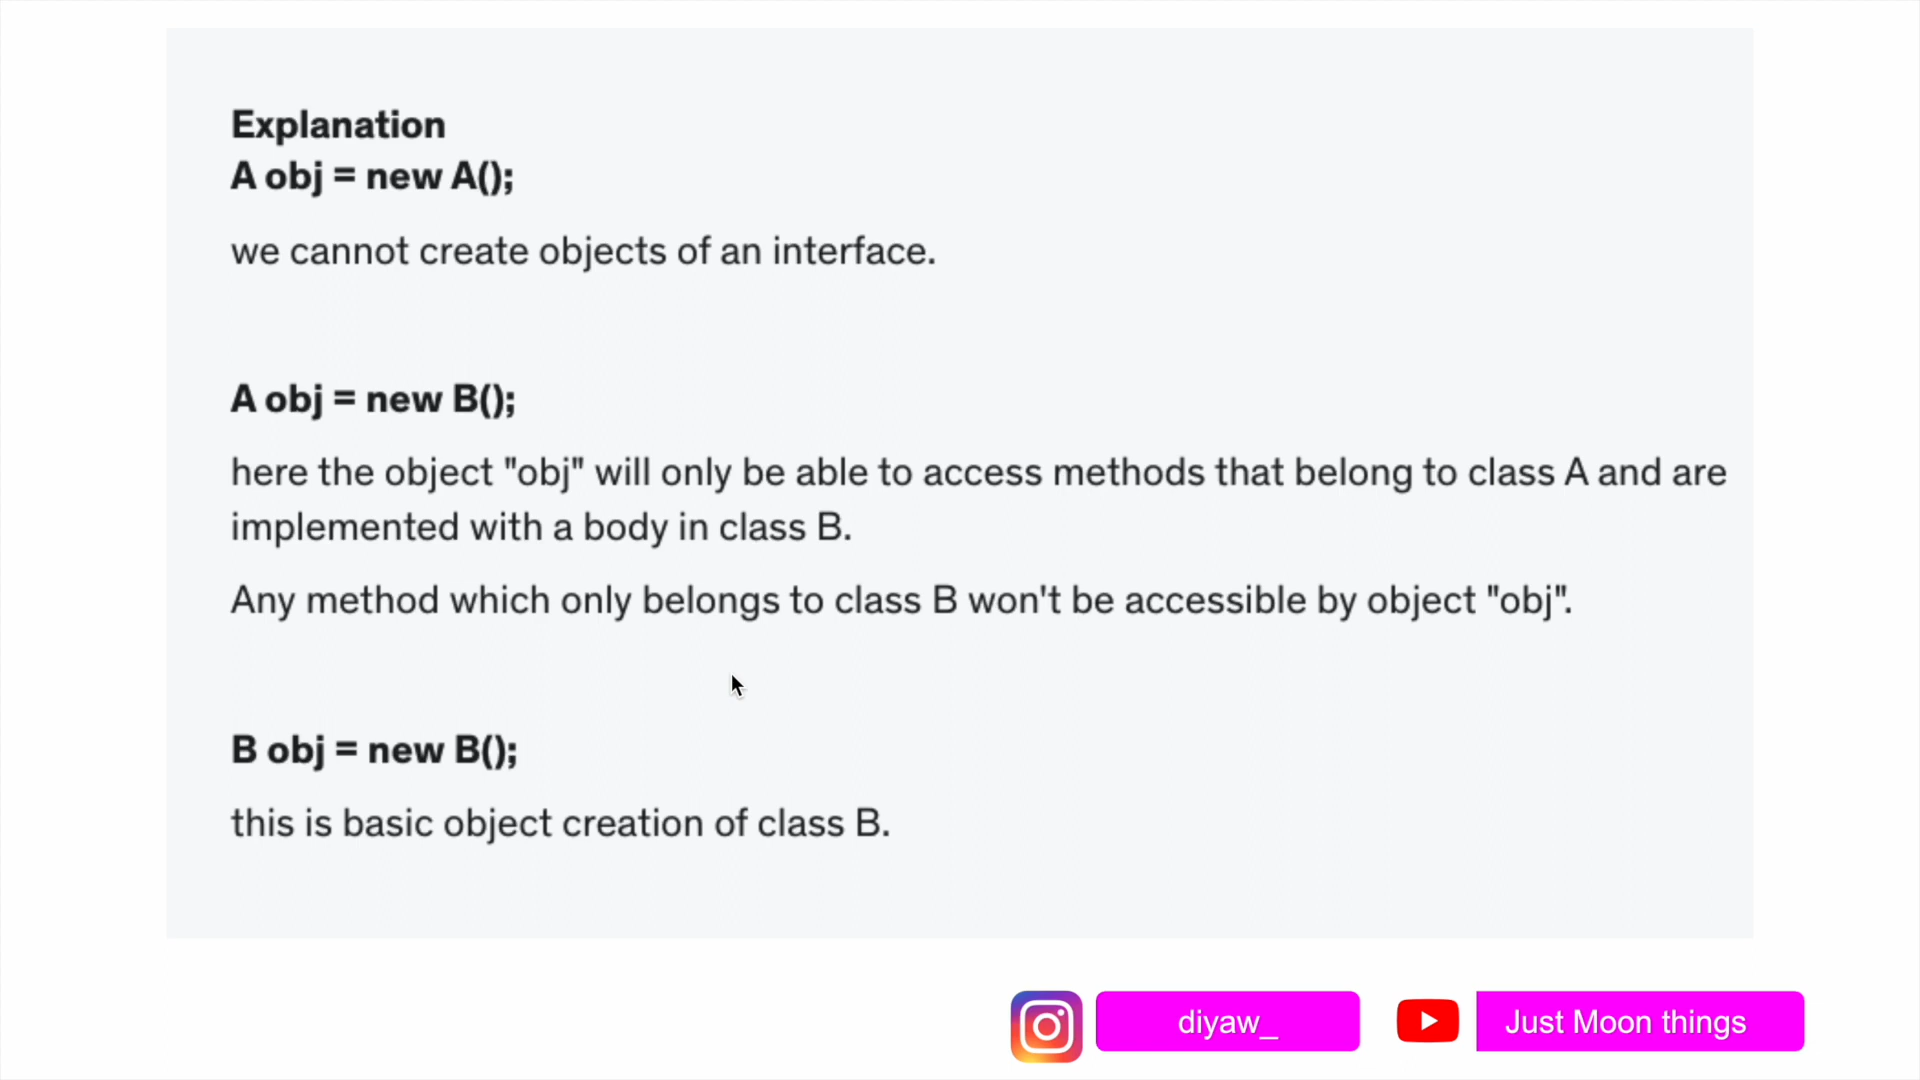 Explanation
A obj = new A();
we cannot create objects of an interface.
A obj = new B();
here the object "obj" will only be able to access methods that belong to class A and are
implemented with a body in class B.
Any method which only belongs to class B won't be accessible by object "obj".
B obj = new B();
this is basic object creation of class B.
diyaw_
Just Moon things